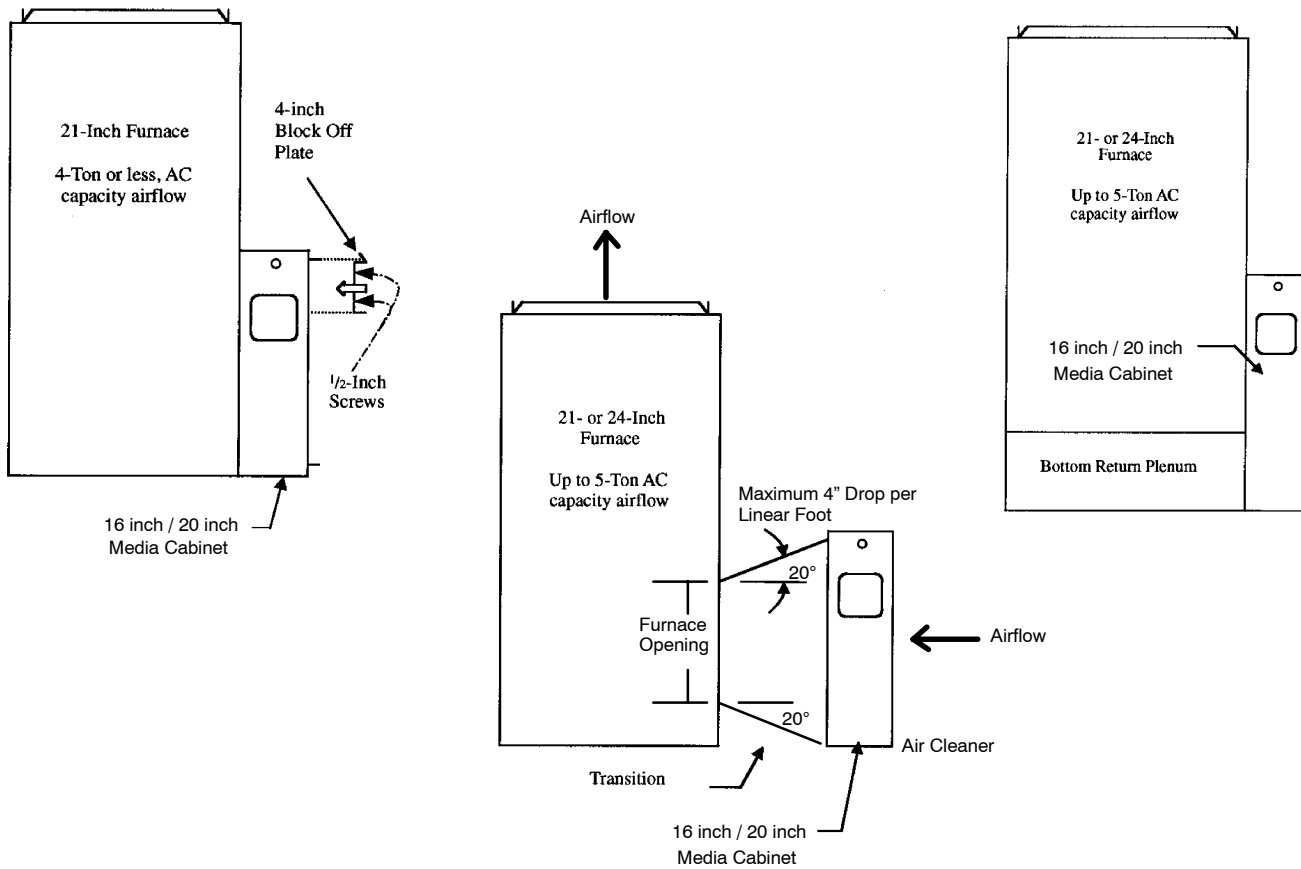 21-Inch Furnace
4-Ton or less, AC
capacity airflow
4-inch
Block Off
Plate
1/2-Inch
Screws
16 inch / 20 inch
Media Cabinet
Airflow
21- or 24-Inch
Furnace
Up to 5-Ton AC
capacity airflow
Maximum 4" Drop per
Linear Foot
20°
Furnace
Opening
Airflow
20°
Air Cleaner
Transition
16 inch / 20 inch
Media Cabinet
21- or 24-Inch
Furnace
Up to 5-Ton AC
capacity airflow
16 inch / 20 inch
Media Cabinet
Bottom Return Plenum